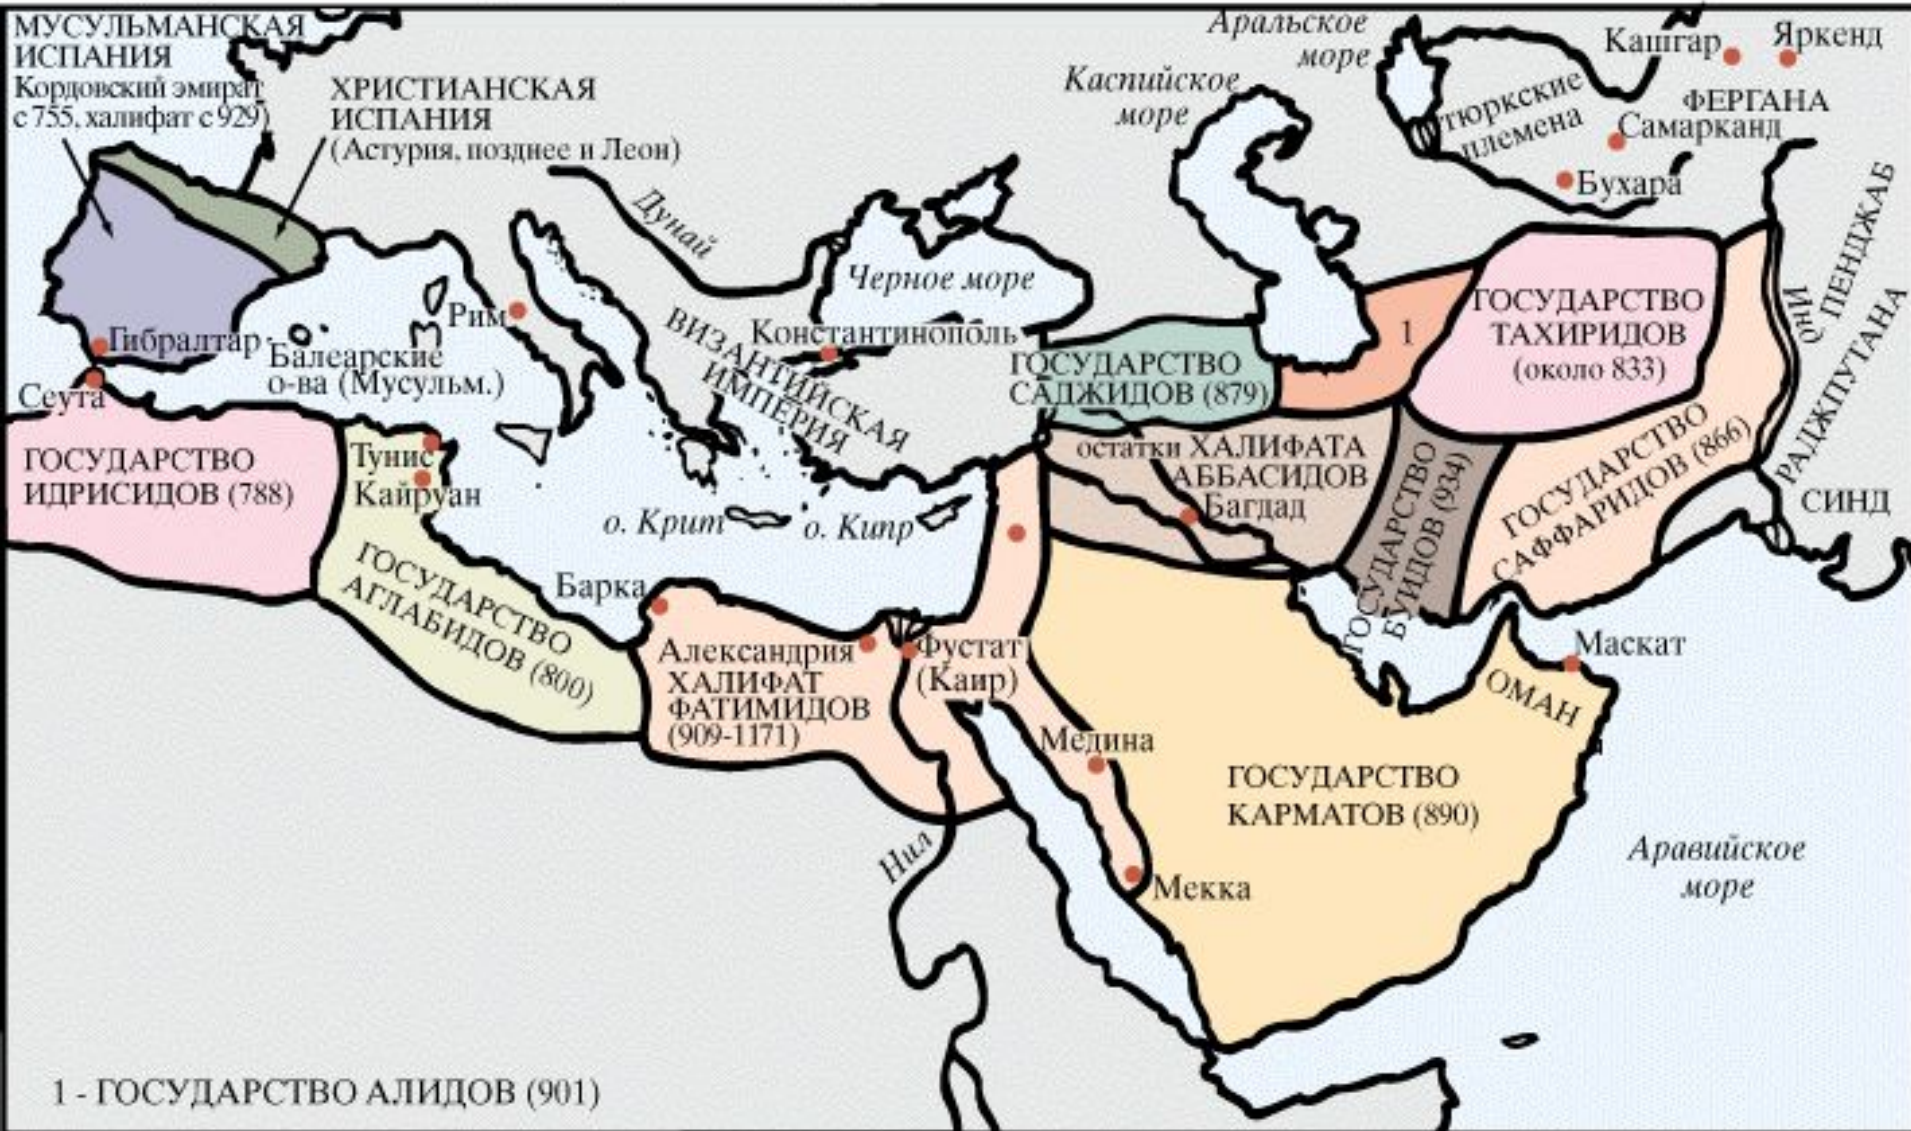 МУСУЛЬМАНСКАЯ
ИСПАНИЯ
Кордовский эмират
с 755, халифат с 929)
ХРИСТИАНСКАЯ
ИСПАНИЯ
(Астурия, позднее и Леон)
Аральское
море
Каспийское
море
Кашгар
Яркенд
ФЕРГАНА
тюркские
племена
Самарканд
Бухара
Дунай
Черное море
ПЕНДЖАБ
Инд
РАДЖПУТАНА
СИНД
Гибралтар
Сеута
Балеарские
о-ва (Мусульм.)
Рим
ВИЗАНТИЙСКАЯ
ИМПЕРИЯ
Константинополь
ГОСУДАРСТВО
САДЖИДОВ (879)
1
ГОСУДАРСТВО
ТАХИРИДОВ
(около 833)
ГОСУДАРСТВО
ИДРИСИДОВ (788)
Тунис
Кайруан
ГОСУДАРСТВО
АГЛАБИДОВ (800)
о. Крит
о. Кипр
остатки ХАЛИФАТА
АББАСИДОВ
Багдад
ГОСУДАРСТВО
БУИДОВ (934)
ГОСУДАРСТВО
САФФАРИДОВ (866)
Барка
Александрия
ХАЛИФАТ
ФАТИМИДОВ
(909-1171)
Фустат
(Каир)
Маскат
ОМАН
Медина
ГОСУДАРСТВО
КАРМАТОВ (890)
Мекка
Нил
Аравийское
море
1 - ГОСУДАРСТВО АЛИДОВ (901)